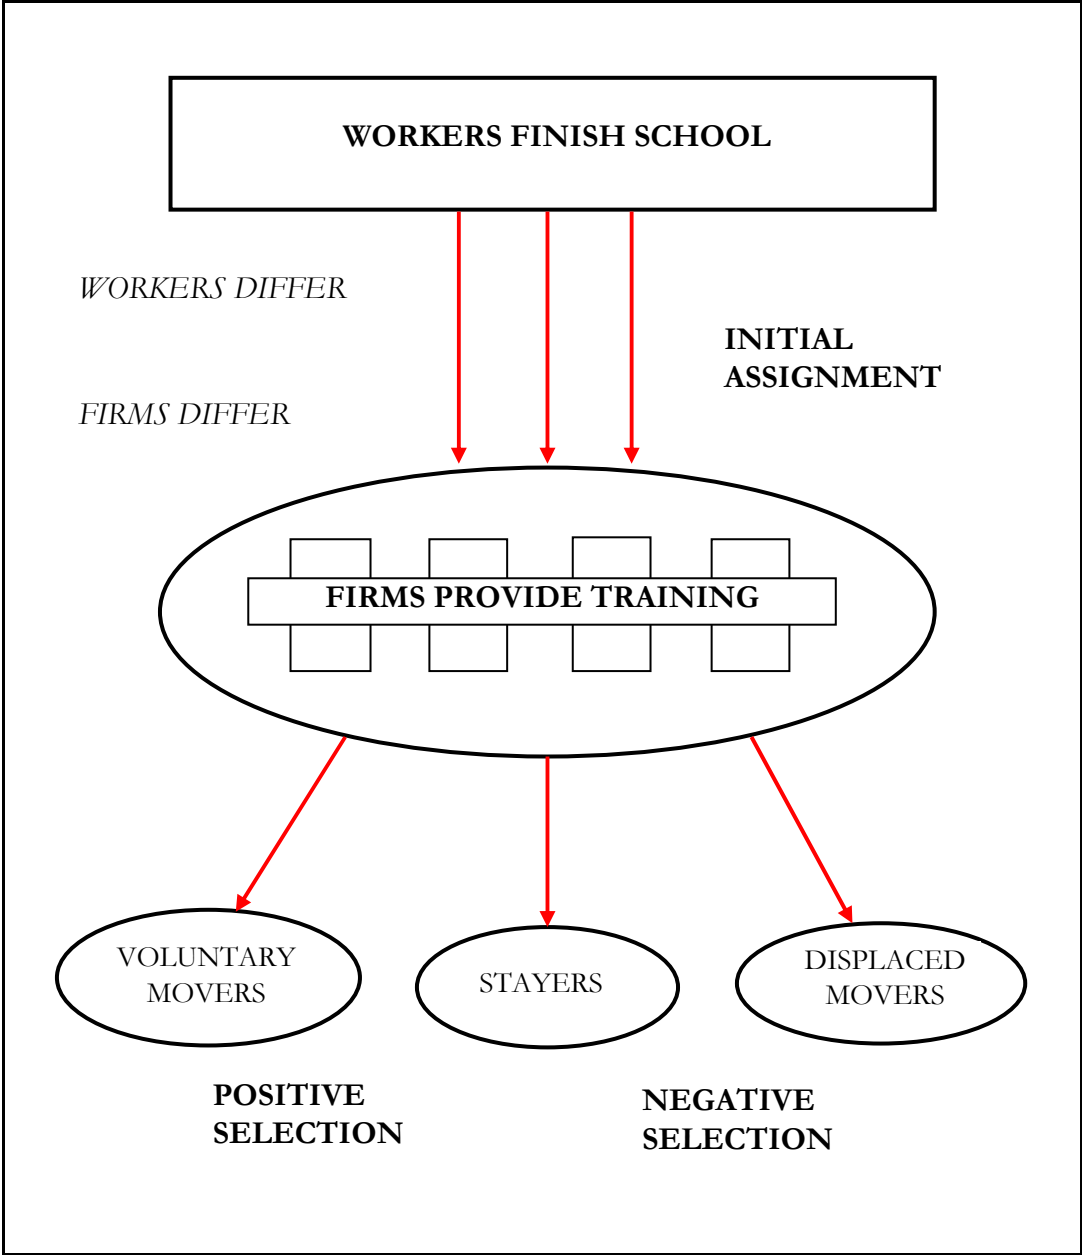 WORKERS FINISH SCHOOL
WORKERS DIFFER
INITIAL
ASSIGNMENT
FIRMS DIFFER
FIRMS PROVIDE TRAINING
VOLUNTARY
MOVERS
STAYERS
DISPLACED
MOVERS
POSITIVE
SELECTION
NEGATIVE
SELECTION